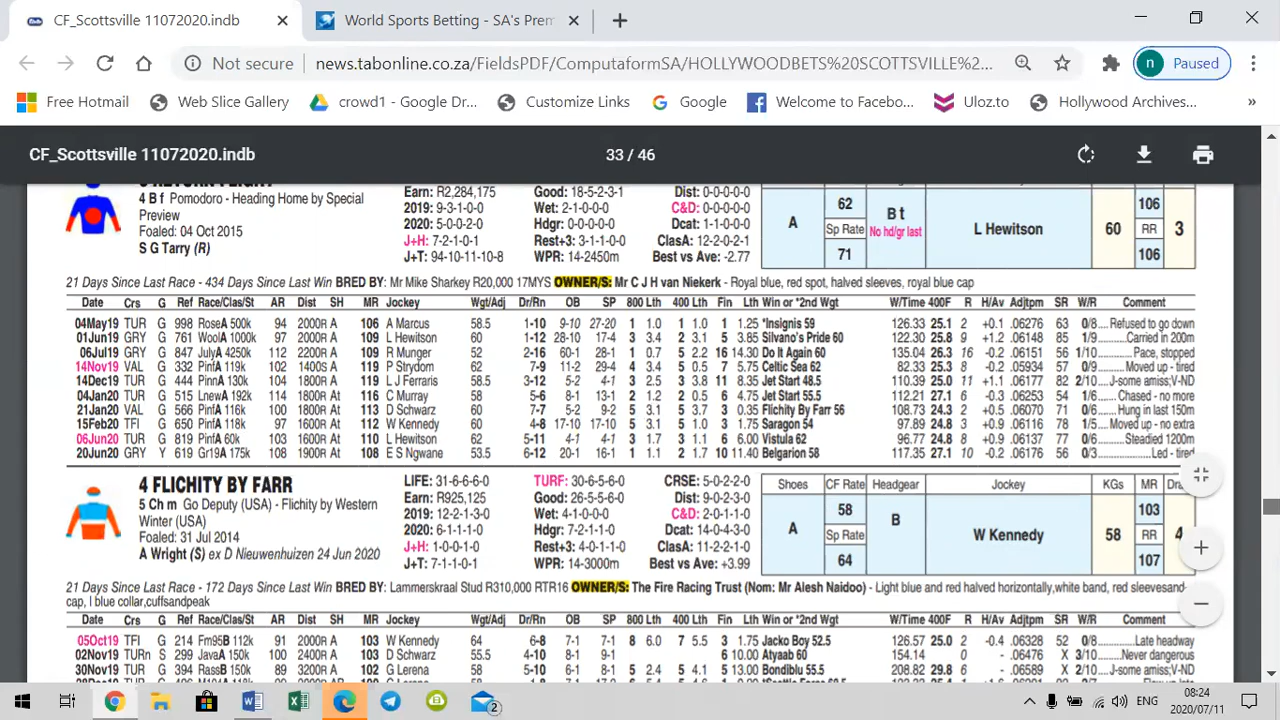 CF_Scottsville 11072020.indb
World Sports Betting - SA's Prem
Not secure
news.tabonline.co.za/FieldsPDF/ComputaformSA/HOLLYWOODBETS%20SCOTTSVILLE%2...
n Paused
Free Hotmail
Web Slice Gallery
crowd1 - Google Dr...
Customize Links
Google
Welcome to Facebo...
Uloz.to
Hollywood Archives...
»
CF_Scottsville 11072020.indb
33 / 46
4 B f Pomodoro - Heading Home by Special
Preview
Foaled: 04 Oct 2015
S G Tarry (R)
Earn: R2,284,175 Good: 18-5-2-3-1 Dist: 0-0-0-0-0
2019: 9-3-1-0-0 Wet: 2-1-0-0-0 C&D: 0-0-0-0-0
2020: 5-0-0-2-0 Hdgr: 0-0-0-0-0 Dcat: 1-1-0-0-0
J+H: 7-2-1-0-1 Rest+3: 3-1-1-0-0 ClasA: 12-2-0-2-1
J+T: 94-10-11-10-8 WPR: 14-2450m Best vs Ave: -2.77
A
62
Sp Rate
71
B t
No hd/gr last
L Hewitson
60
106
RR
106
3
21 Days Since Last Race - 434 Days Since Last Win BRED BY: Mr Mike Sharkey R20,000 17MYS OWNER/S: Mr C J H van Niekerk - Royal blue, red spot, halved sleeves, royal blue cap
Date Crs G Ref Race/Clas/St AR Dist SH MR Jockey Wgt/Adj Dr/Rn OB SP 800 Lth 400 Lth Fin Lth Win or *2nd Wgt W/Time 400F R H/Av Adjtpm SR W/R Comment
04May19 TUR G 998 RoseA 500k 94 2000R A 106 A Marcus 58.5 1-10 9-10 27-20 1 1.0 1 1.0 1 1.25 *Insignis 59 126.33 25.1 2 +0.1 .06276 63 0/8....Refused to go down
01Jun19 GRY G 761 WoolA 1000k 97 2000R A 109 L Hewitson 60 1-12 28-10 17-4 3 3.4 2 3.1 5 3.85 Silvano's Pride 60 122.30 25.8 9 +1.2 .06148 85 1/9.......Carried in 200m
06Jul19 GRY G 847 JulyA 4250k 112 2200R A 109 R Munger 52 2-16 60-1 28-1 1 0.7 5 2.2 16 14.30 Do It Again 60 135.04 26.3 16 -0.2 .06151 56 1/10.........Pace, stopped
14Nov19 VAL G 332 PinfA 119k 102 1400S A 119 P Strydom 62 7-9 11-2 29-4 4 3.4 5 0.5 7 5.75 Celtic Sea 62 82.33 25.3 8 -0.2 .05934 57 0/9.....Moved up - tired
14Dec19 TUR G 444 PinnA 130k 104 1800R A 119 L J Ferraris 58.5 3-12 5-2 4-1 3 2.5 3 3.8 11 8.35 Jet Start 48.5 110.39 25.0 11 +1.1 .06177 82 2/10 J-some amiss;V-ND
04Jan20 TUR G 566 LnewA 192k 114 1800R At 116 C Murray 58 5-6 8-1 13-1 2 1.2 2 0.5 6 4.75 Jet Start 55.5 112.21 27.1 6 -0.3 .06253 54 1/6....Chased - no more
21Jan20 VAL G 566 PinfA 116k 100 1800R At 113 D Schwarz 60 7-7 5-2 9-2 5 3.1 5 3.7 3 0.35 Flichity By Farr 56 108.73 24.3 2 +0.5 .06070 71 0/6....Hung in last 150m
15Feb20 TFI G 650 PinfA 118k 97 1600R At 112 W Kennedy 60 4-8 17-10 17-10 5 3.1 5 1.0 3 1.75 Saragon 54 97.89 24.8 3 +0.9 .06116 78 1/5....Moved up - no extra
06Jun20 TUR G 819 PinfA 60k 103 1600R At 110 L Hewitson 62 5-11 4-1 4-1 3 1.7 3 1.1 6 6.00 Vistula 62 96.77 24.8 8 +0.9 .06137 77 0/6........Steadied 1200m
20Jun20 GRY Y 619 Gr19A 175k 108 1900R At 108 E S Ngwane 53.5 6-12 20-1 16-1 1 1.1 2 1.7 10 11.40 Belgarion 58 117.35 27.1 10 -0.2 .06176 56 0/3................Led - tired
4 FLICHITY BY FARR
5 Ch m Go Deputy (USA) - Flichity by Western
Winter (USA)
Foaled: 31 Jul 2014
A Wright (S) ex D Nieuwenhuizen 24 Jun 2020
LIFE: 31-6-6-6-0 TURF: 30-6-5-6-0 CRSE: 5-0-2-2-0
Earn: R925,125 Good: 26-5-5-6-0 Dist: 9-0-2-3-0
2019: 12-2-1-3-0 Wet: 4-1-0-0-0 C&D: 2-0-1-1-0
2020: 6-1-1-1-0 Hdgr: 7-2-1-1-0 Dcat: 14-0-4-3-0
J+H: 1-0-0-1-0 Rest+3: 4-0-1-1-0 ClasA: 11-2-2-1-0
J+T: 7-1-1-0-1 WPR: 14-3000m Best vs Ave: +3.99
Shoes CF Rate Headgear Jockey KGs MR Dra
A
58
Sp Rate
64
B
W Kennedy
58
103
RR
107
4
21 Days Since Last Race - 172 Days Since Last Win BRED BY: Lammerskraal Stud R310,000 RTR16 OWNER/S: The Fire Racing Trust (Nom: Mr Alesh Naidoo) - Light blue and red halved horizontally,white band, red sleevesand
cap, l blue collar,cuffsandpeak
Date Crs G Ref Race/Clas/St AR Dist SH MR Jockey Wgt/Adj Dr/Rn OB SP 800 Lth 400 Lth Fin Lth Win or *2nd Wgt W/Time 400F R H/Av Adjtpm SR W/R Comment
05Oct19 TFI G 214 Fm95B 112k 91 2000R A 103 W Kennedy 64 6-8 7-1 7-1 8 6.0 7 5.5 3 1.75 Jacko Boy 52.5 126.57 25.0 2 -0.4 .06328 52 0/8..............Late headway
02Nov19 TURn S 299 JavaA 150k 100 2400R A 103 D Schwarz 55.5 4-10 8-1 9-1 6 10.00 Atyaab 60 154.14 0 - .06471 X 3/10......Never dangerous
30Nov19 TUR G 394 RassB 150k 89 3200R A 102 G Lerena 58 5-10 6-1 8-1 5 2.4 5 4.1 5 13.00 Bondiblu 55.5 208.82 29.8 6 - .06589 X 2/10 J-some amiss;V-ND
ENG
08:24
2020/07/11
2